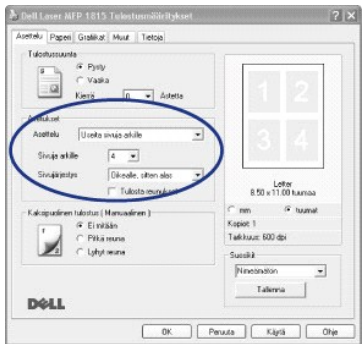 Dell Laser MFP 1815 Tulostusmääritykset
Asettelu Paperi Grafiikat Muut Tietoja
Tulostussuunta
Pysty
Vaaka
Kierrä 0 Astetta
Asetukset
Asettelu Useita sivuja arkille
Sivuja arkille 4
Sivujärjestys Oikealle, sitten alas
Tulosta reunukset
Kaksipuolinen tulostus ( Manuaalinen )
Ei mitään
Pitkä reuna
Lyhyt reuna
1 2
3 4
Letter
8.50 x 11.00 tuumaa
mm tuumat
Kopiot: 1
Tarkkuus: 600 dpi
Suosikit
Nimeämätön
Tallenna
DELL
OK Peruuta Käytä Ohje